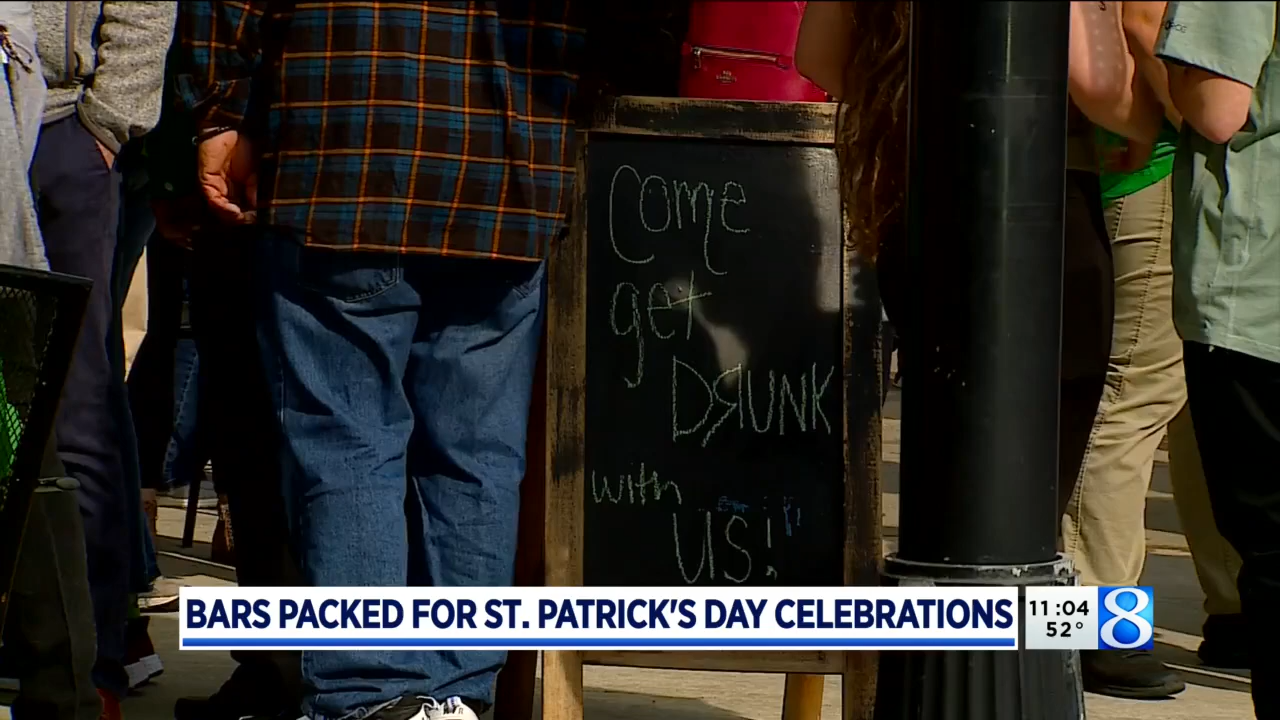 Come
get
DRUNK
with
US!
BARS PACKED FOR ST. PATRICK'S DAY CELEBRATIONS
11:04
52°
8